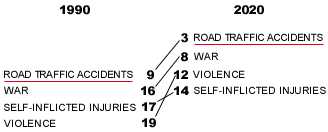 1990 2020
3 ROAD TRAFFIC ACCIDENTS
8 WAR
ROAD TRAFFIC ACCIDENTS 9 12 VIOLENCE
WAR 16 14 SELF-INFLICTED INJURIES
SELF-INFLICTED INJURIES 17
VIOLENCE 19